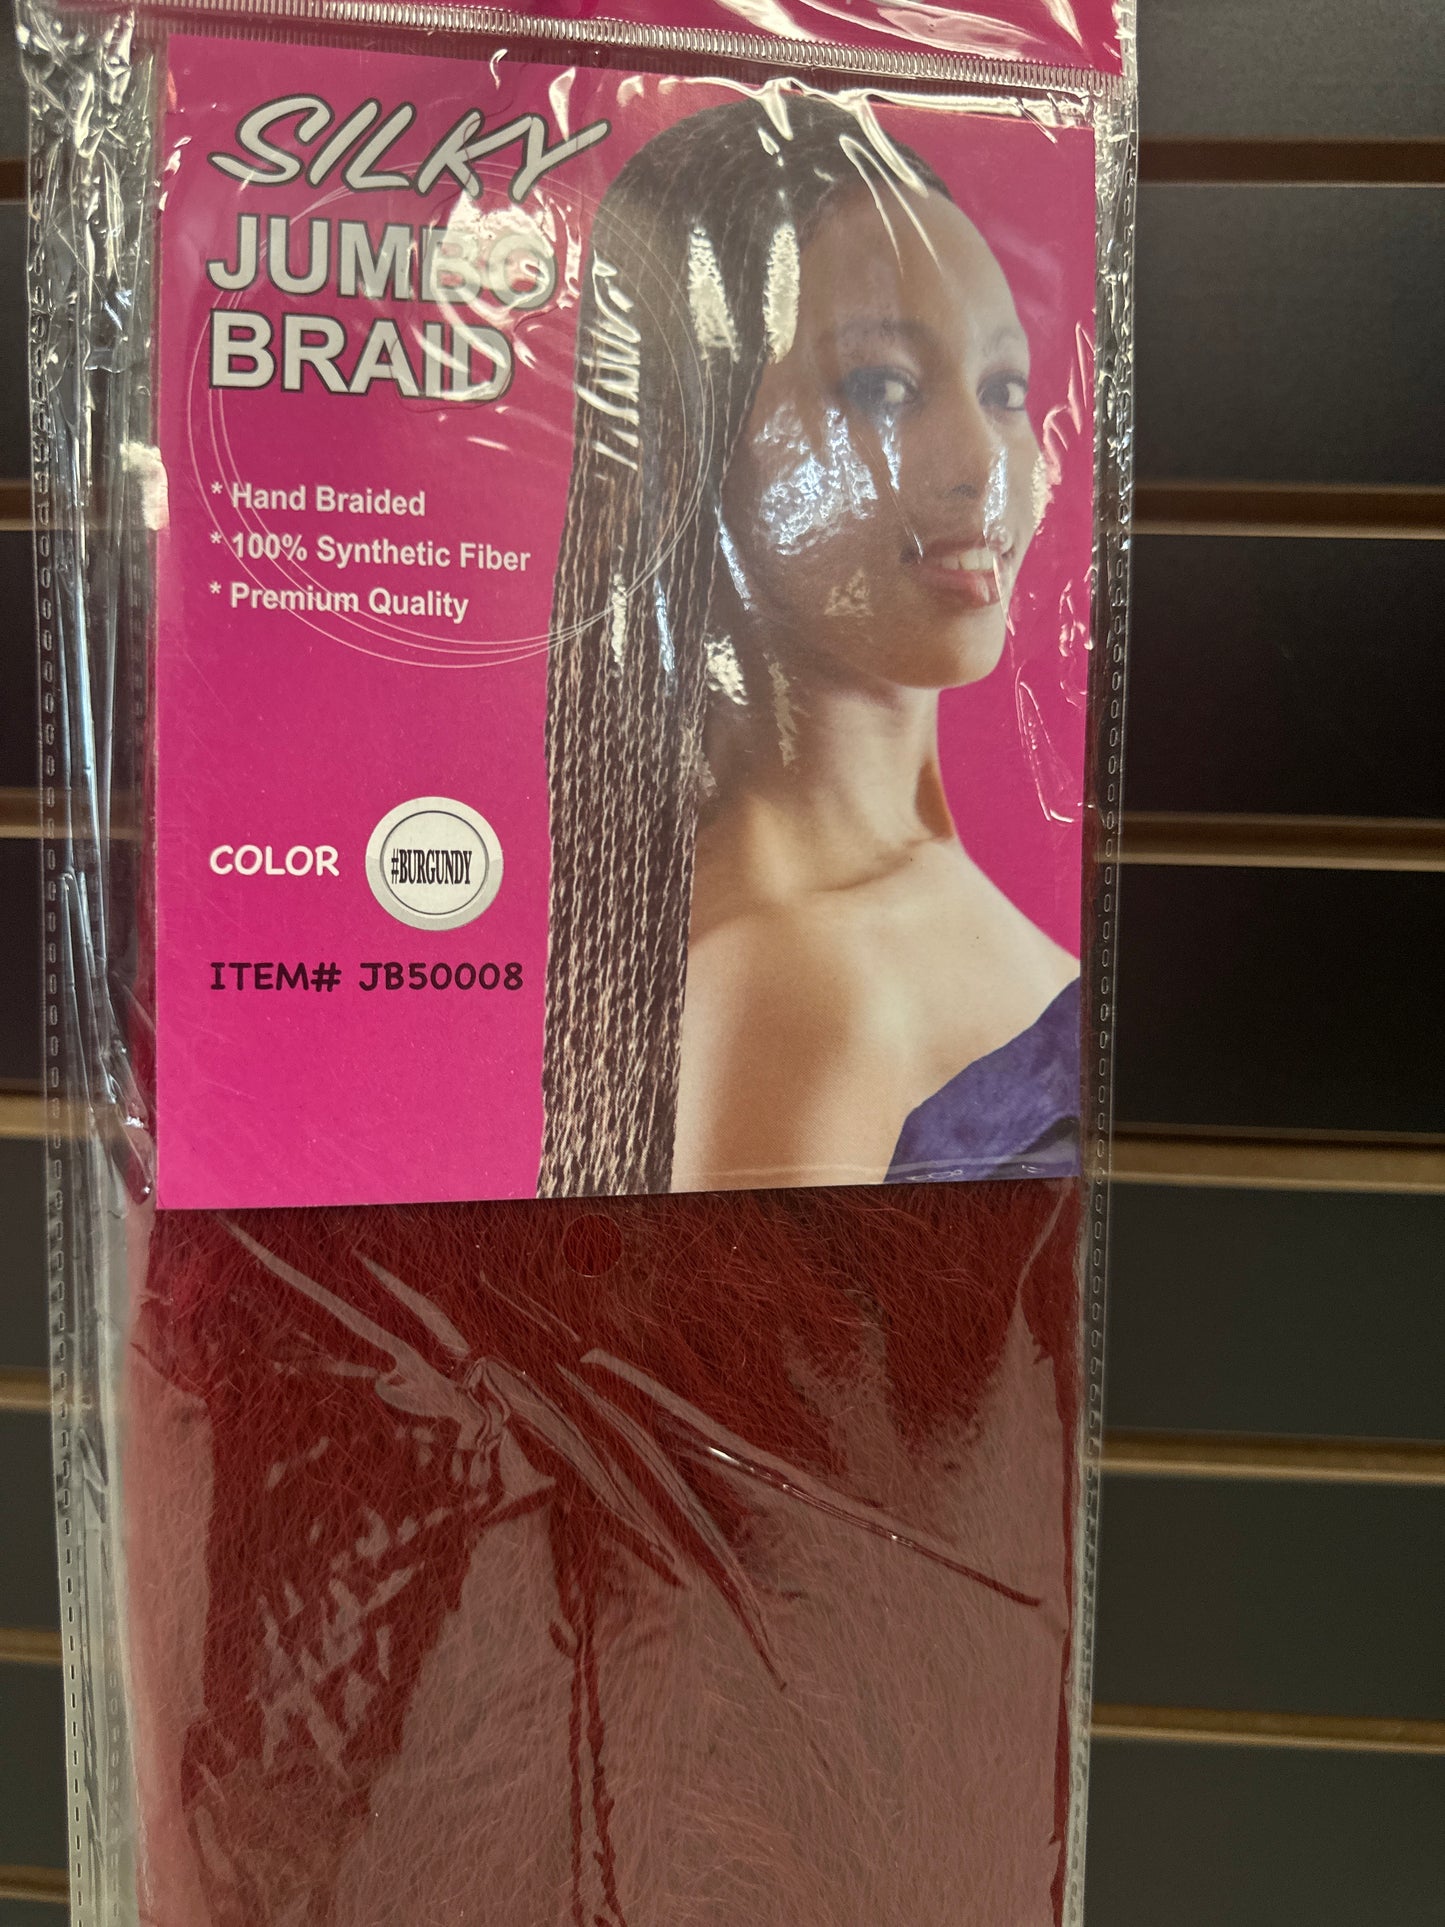 SILKY
JUMBO
BRAID
* Hand Braided
* 100% Synthetic Fiber
* Premium Quality
COLOR #BURGUNDY
ITEM# JB50008